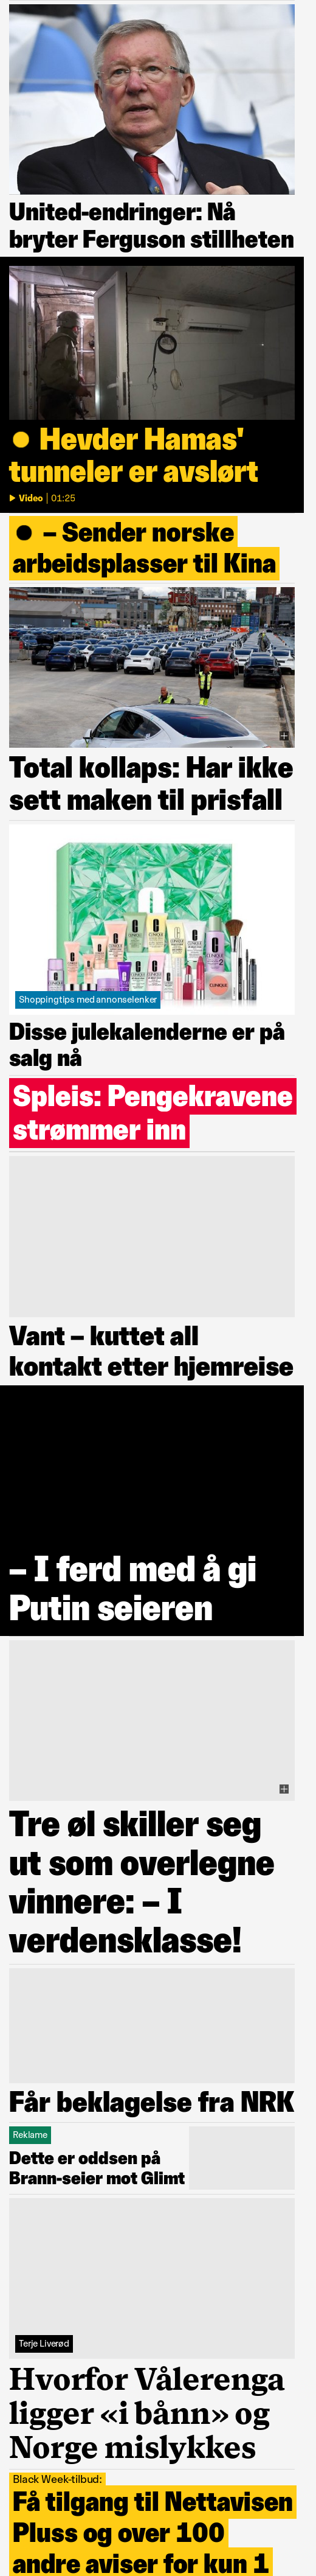 United-endringer: Nå
bryter Ferguson stillheten
Hevder Hamas'
tunneler er avslørt
Video | 01:25
– Sender norske
arbeidsplasser til Kina
Total kollaps: Har ikke
sett maken til prisfall
CLINIQUE
Shoppingtips med annonselenker
Disse julekalenderne er på
salg nå
Spleis: Pengekravene
strømmer inn
Vant – kuttet all
kontakt etter hjemreise
– I ferd med å gi
Putin seieren
Tre øl skiller seg
ut som overlegne
vinnere: – I
verdensklasse!
Får beklagelse fra NRK
Reklame
Dette er oddsen på
Brann-seier mot Glimt
Terje Liverød
Hvorfor Vålerenga
ligger «i bånn» og
Norge mislykkes
Black Week-tilbud:
Få tilgang til Nettavisen
Pluss og over 100
andre aviser for kun 1